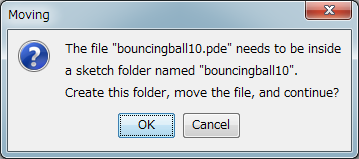 Moving
The file "bouncingball10.pde" needs to be inside
a sketch folder named "bouncingball10".
Create this folder, move the file, and continue?
OK
Cancel